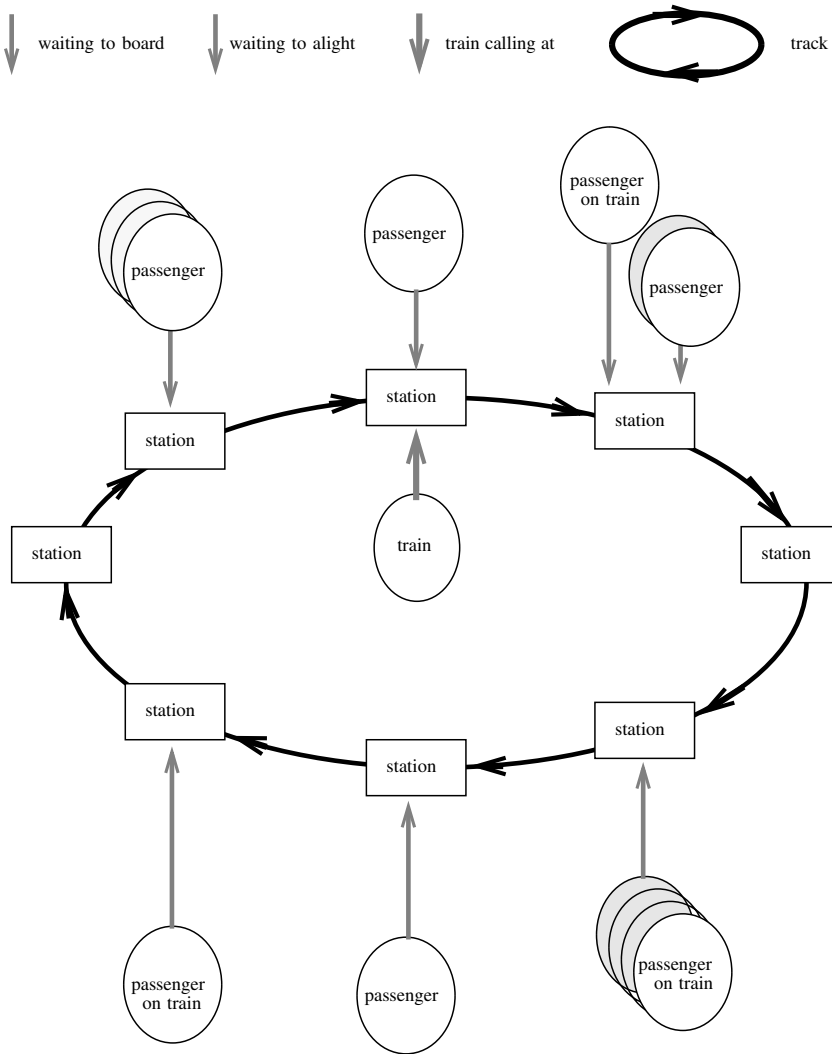 waiting to board
waiting to alight
train calling at
track
passenger
on train
passenger
passenger
passenger
station
station
station
station
train
station
station
station
station
passenger
on train
passenger
on train
passenger